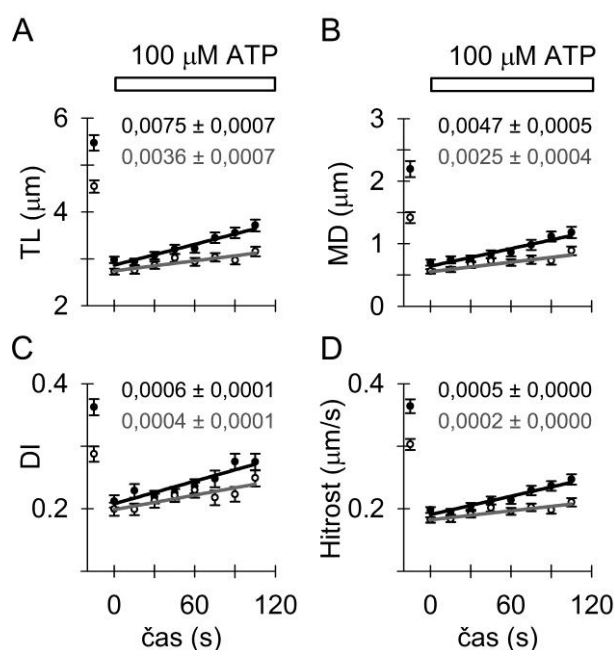 A
100 μM ATP
6
4
2
TL (μm)
0,0075 ± 0,0007
0,0036 ± 0,0007
B
100 μM ATP
3
2
1
0
MD (μm)
0,0047 ± 0,0005
0,0025 ± 0,0004
C
0.4
0.2
DI
0,0006 ± 0,0001
0,0004 ± 0,0001
0 60 120
čas (s)
D
0.4
0.2
Hitrost (μm/s)
0,0005 ± 0,0000
0,0002 ± 0,0000
0 60 120
čas (s)